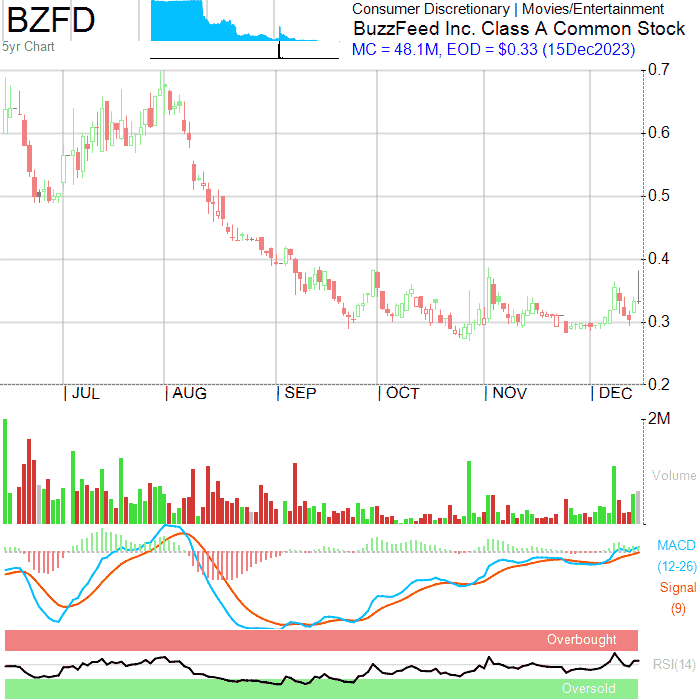 BZFD
5yr Chart
Consumer Discretionary | Movies/Entertainment
BuzzFeed Inc. Class A Common Stock
MC = 48.1M, EOD = $0.33 (15Dec2023)
0.7
0.6
0.5
0.4
0.3
0.2
| JUL | AUG | SEP | OCT | NOV | DEC
2M
Volume
MACD
(12-26)
Signal
(9)
Overbought
RSI(14)
Oversold